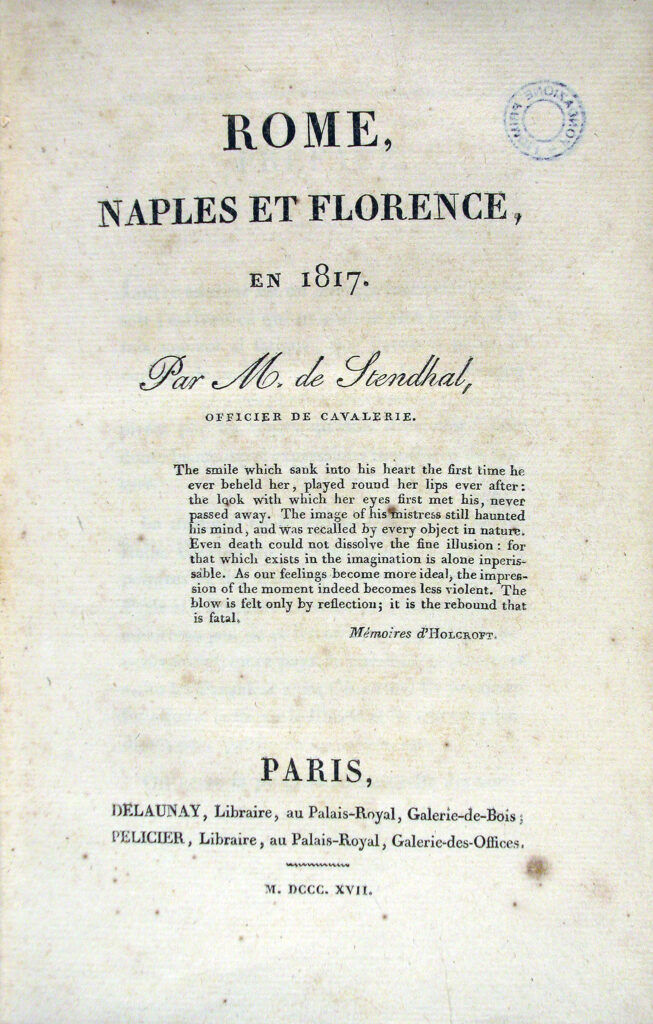 ROME,
NAPLES ET FLORENCE,
EN 1817.
Par M. de Stendhal,
OFFICIER DE CAVALERIE.
The smile which sank into his heart the first time he
ever beheld her, played round her lips ever after:
the look with which her eyes first met his, never
passed away. The image of his mistress still haunted
his mind, and was recalled by every object in nature.
Even death could not dissolve the fine illusion: for
that which exists in the imagination is alone inperis-
sable. As our feelings become more ideal, the impres-
sion of the moment indeed becomes less violent. The
blow is felt only by reflection; it is the rebound that
is fatal.
Mémoires d'HOLCROFT.
PARIS,
DELAUNAY, Libraire, au Palais-Royal, Galerie-de-Bois;
PELICIER, Libraire, au Palais-Royal, Galerie-des-Offices.
M. DCCC. XVII.